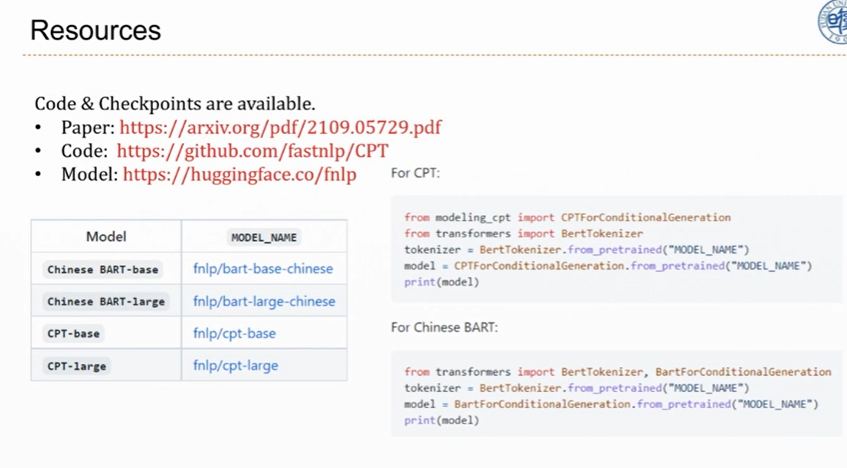 Resources
Code & Checkpoints are available.
• Paper: https://arxiv.org/pdf/2109.05729.pdf
• Code: https://github.com/fastnlp/CPT
• Model: https://huggingface.co/fnlp
Model MODEL_NAME
Chinese BART-base fnlp/bart-base-chinese
Chinese BART-large fnlp/bart-large-chinese
CPT-base fnlp/cpt-base
CPT-large fnlp/cpt-large
For CPT:
from modeling_cpt import CPTForConditionalGeneration
from transformers import BertTokenizer
tokenizer = BertTokenizer.from_pretrained("MODEL_NAME")
model = CPTForConditionalGeneration.from_pretrained("MODEL_NAME")
print(model)
For Chinese BART:
from transformers import BertTokenizer, BartForConditionalGeneration
tokenizer = BertTokenizer.from_pretrained("MODEL_NAME")
model = BartForConditionalGeneration.from_pretrained("MODEL_NAME")
print(model)